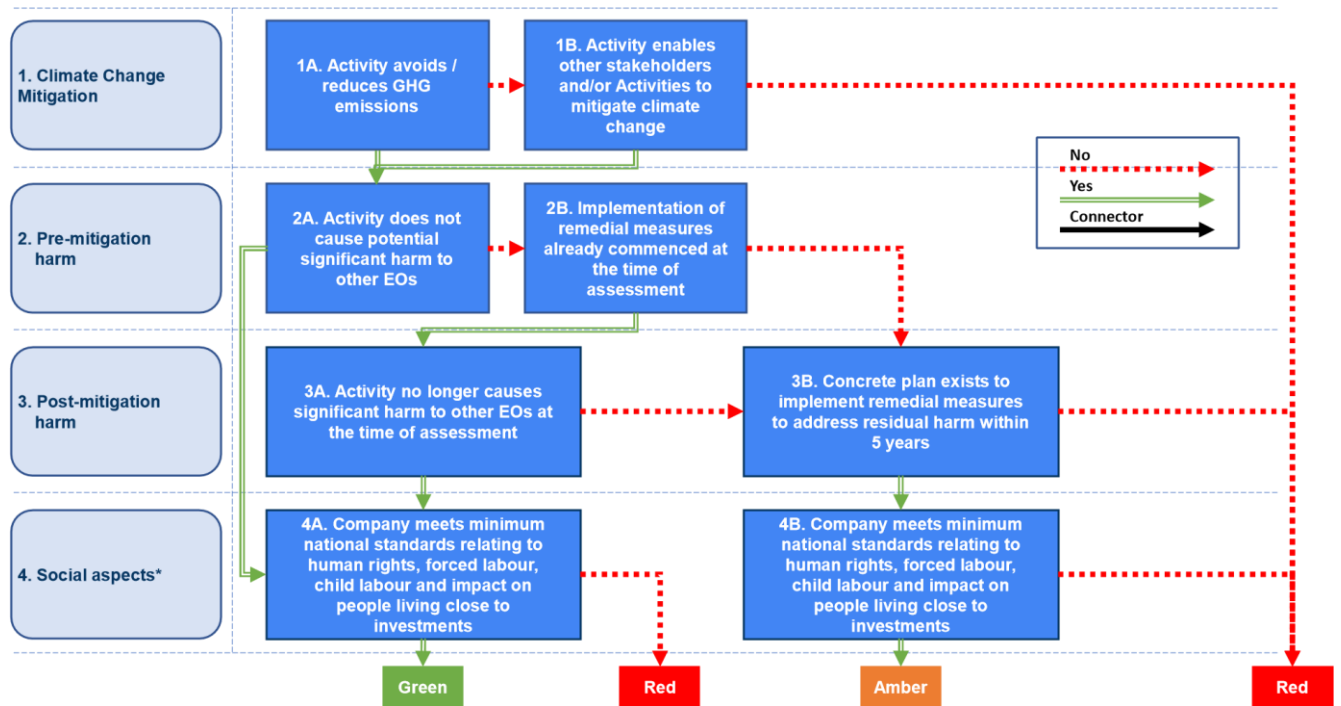 1. Climate Change
Mitigation
1A. Activity avoids /
reduces GHG
emissions
1B. Activity enables
other stakeholders
and/or Activities to
mitigate climate
change
No
Yes
Connector
2. Pre-mitigation
harm
2A. Activity does not
cause potential
significant harm to
other EOs
2B. Implementation of
remedial measures
already commenced at
the time of
assessment
3. Post-mitigation
harm
3A. Activity no longer causes
significant harm to other EOs at
the time of assessment
3B. Concrete plan exists to
implement remedial measures
to address residual harm within
5 years
4. Social aspects*
4A. Company meets minimum
national standards relating to
human rights, forced labour,
child labour and impact on
people living close to
investments
4B. Company meets minimum
national standards relating to
human rights, forced labour,
child labour and impact on
people living close to
investments
Green
Red
Amber
Red